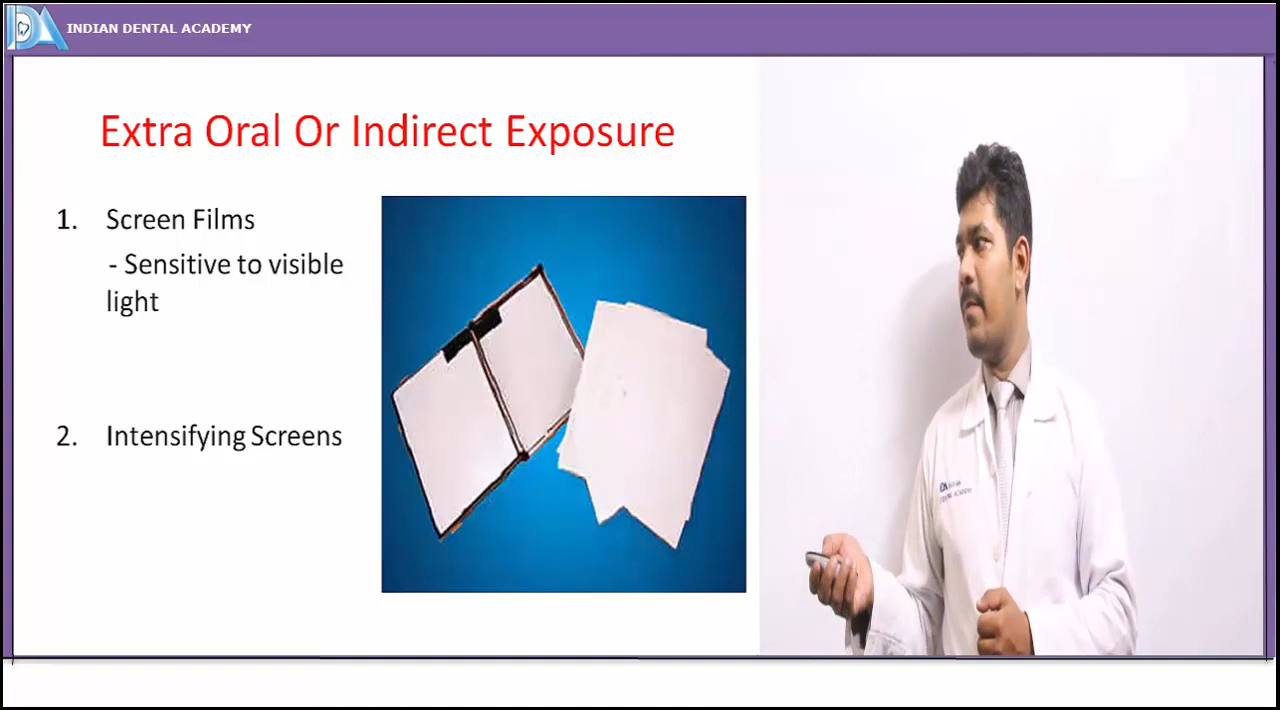 INDIAN DENTAL ACADEMY
Extra Oral Or Indirect Exposure
1. Screen Films
- Sensitive to visible
light
2. Intensifying Screens